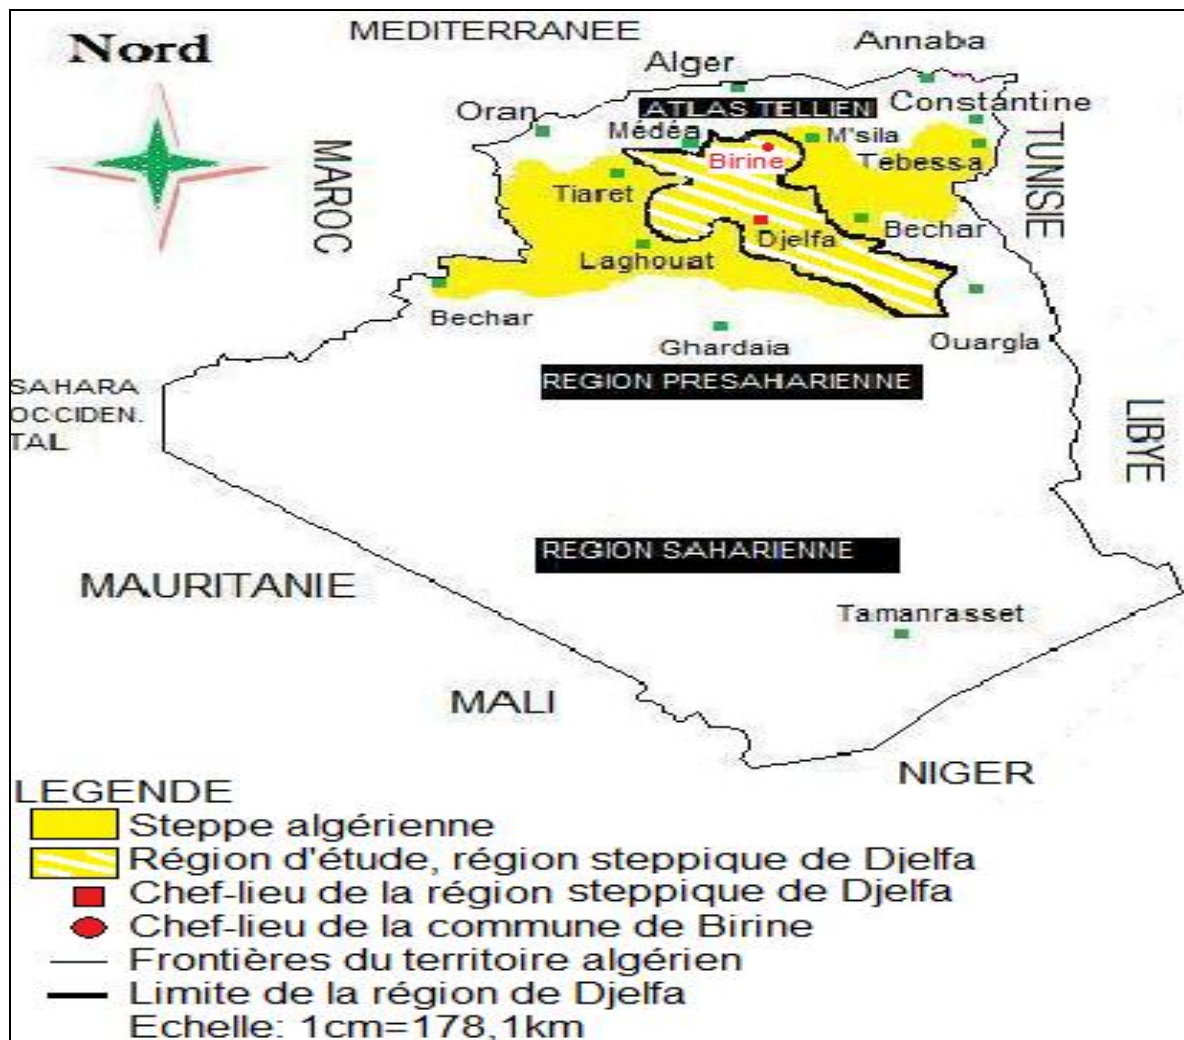 MEDITERRANEE
Nord
Annaba
Alger
Oran
ATLAS TELLIEN
Constantine
Médéa
M'sila
TUNISIE
MAROC
Birine
Tebessa
Tiaret
Djelfa
Bechar
Laghouat
Bechar
Ghardaia
Ouargla
REGION PRESAHARIENNE
SAHARA
OCCIDEN.
TAIL
LIBYE
REGION SAHARIENNE
MAURITANIE
Tamanrasset
MALI
NIGER
LEGENDE
Steppe algérienne
Région d'étude, région steppique de Djelfa
Chef-lieu de la région steppique de Djelfa
Chef-lieu de la commune de Birine
Frontières du territoire algérien
Limite de la région de Djelfa
Echelle: 1cm=178,1km